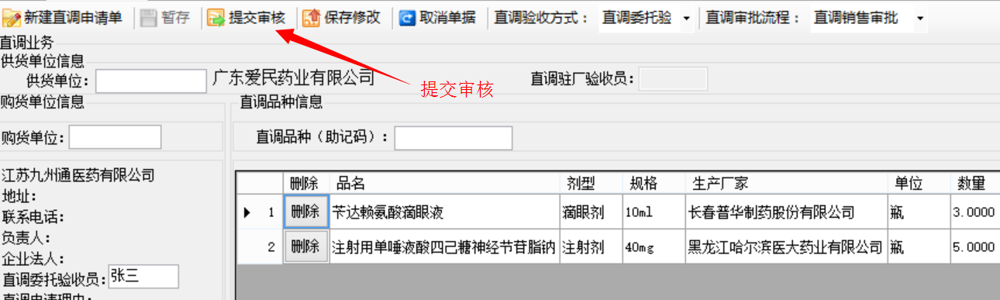 新建直调申请单 暂存 提交审核 保存修改 取消单据 直调验收方式： 直调委托验 直调审批流程： 直调销售审批
直调业务
供货单位信息
供货单位： 广东爱民药业有限公司 直调驻厂验收员：
提交审核
购货单位信息 直调品种信息
购货单位： 直调品种（助记码）：
江苏九州通医药有限公司
地址：
联系电话：
负责人：
企业法人：
直调委托验收员： 张三
直调申请理由：
删除 品名 剂型 规格 生产厂家 单位 数量
1 删除 苄达赖氨酸滴眼液 滴眼剂 10ml 长春普华制药股份有限公司 瓶 3.0000
2 删除 注射用单唾液酸四己糖神经节苷脂钠 注射剂 40mg 黑龙江哈尔滨医大药业有限公司 瓶 5.0000